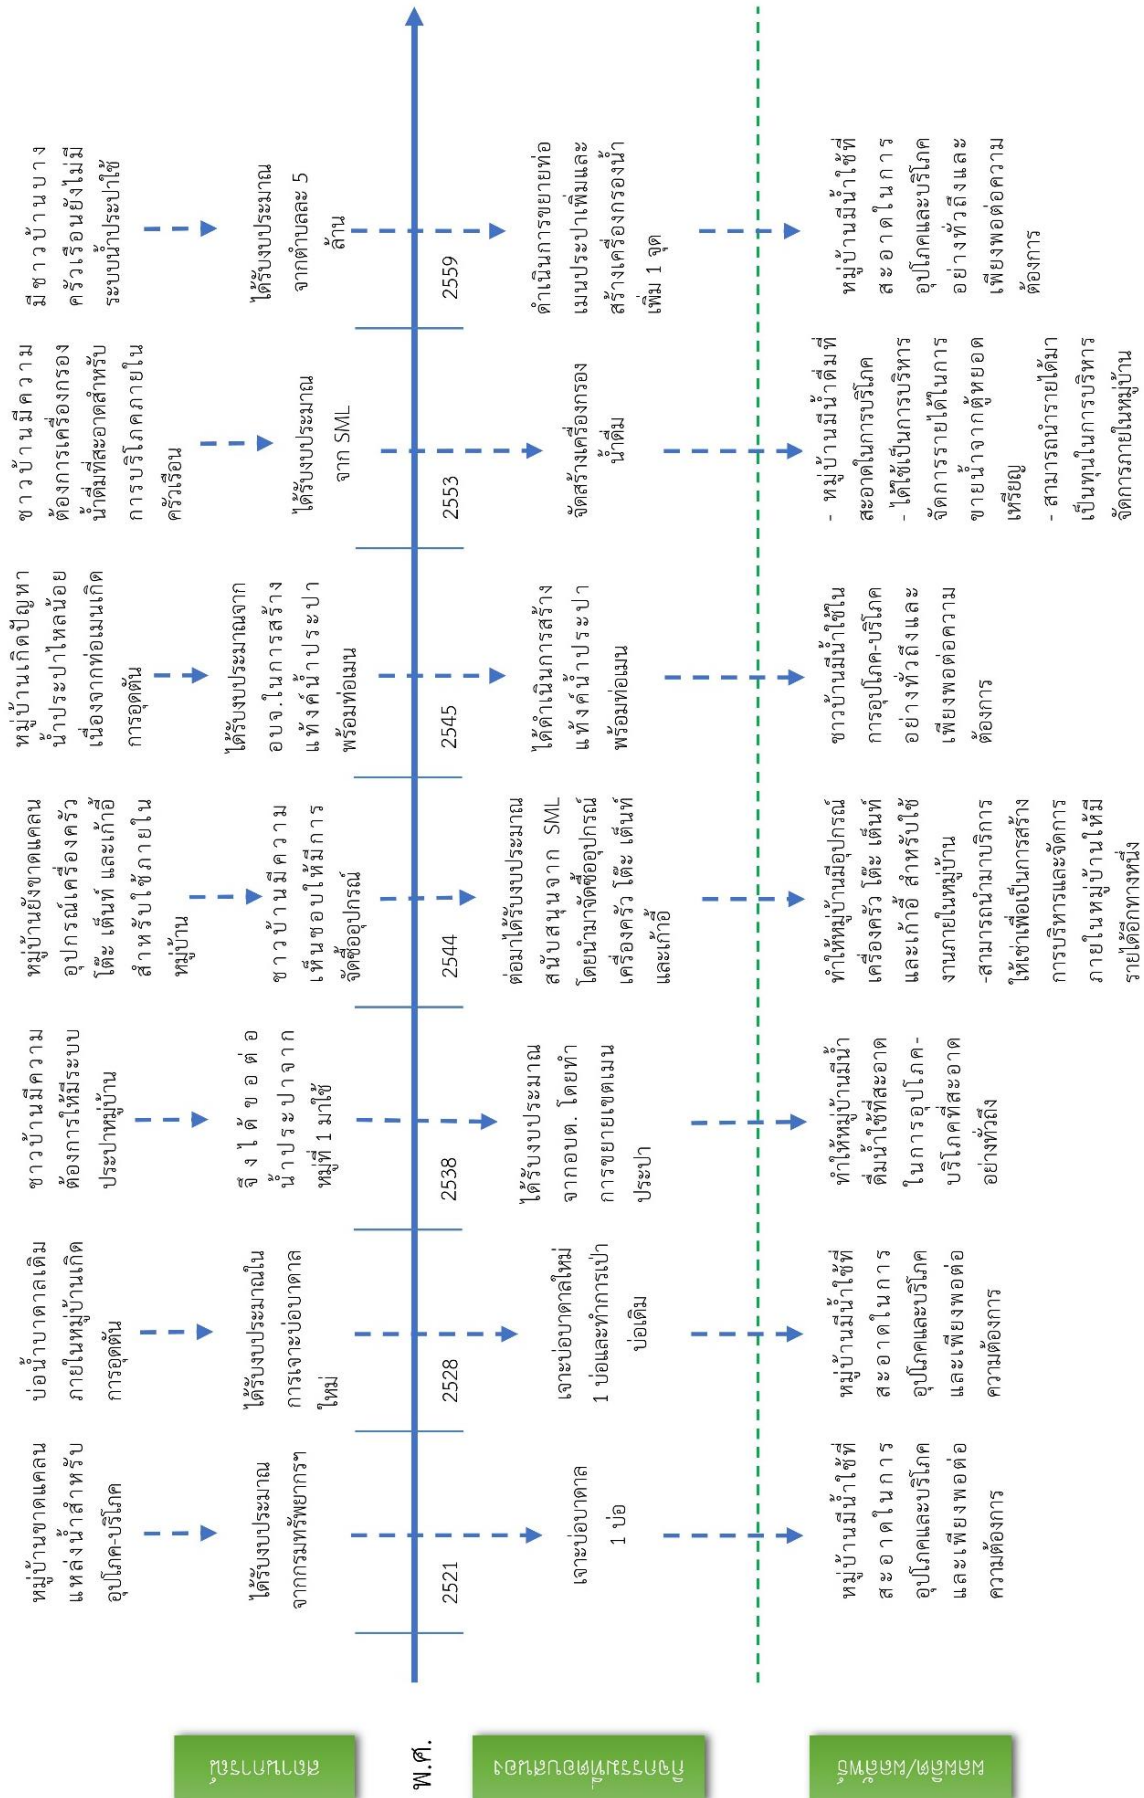 สถานการณ์
หมู่บ้านขาดแคลน
แหล่งน้ำสำหรับ
อุปโภค-บริโภค
ได้รับงบประมาณ
จากกรมทรัพยากรฯ
บ่อน้ำบาดาลเดิม
ภายในหมู่บ้านเกิด
การอุดตัน
ได้รับงบประมาณใน
การเจาะบ่อบาดาล
ใหม่
ชาวบ้านมีความ
ต้องการให้มีระบบ
ประปาหมู่บ้าน
จึงได้ขอต่อ
น้ำประปาจาก
หมู่ที่ 1 มาใช้
หมู่บ้านยังขาดแคลน
อุปกรณ์เครื่องครัว
โต๊ะ เต็นท์ และเก้าอี้
สำหรับใช้ภายใน
หมู่บ้าน
ชาวบ้านมีความ
เห็นชอบให้มีการ
จัดซื้ออุปกรณ์
หมู่บ้านเกิดปัญหา
น้ำประปาไหลน้อย
เนื่องจากท่อเมนเกิด
การอุดตัน
ได้รับงบประมาณจาก
อบจ.ในการสร้าง
แท้งค์น้ำประปา
พร้อมท่อเมน
ชาวบ้านมีความ
ต้องการเครื่องกรอง
น้ำดื่มที่สะอาดสำหรับ
การบริโภคภายใน
ครัวเรือน
ได้รับงบประมาณ
จาก SML
มีชาวบ้านบาง
ครัวเรือนยังไม่มี
ระบบน้ำประปาใช้
ได้รับงบประมาณ
จากตำบลละ 5
ล้าน
พ.ศ.
2521
2528
2538
2544
2545
2553
2559
กิจกรรมที่ตอบสนอง
เจาะบ่อบาดาล
1 บ่อ
เจาะบ่อบาดาลใหม่
1 บ่อและทำการเป่า
บ่อเดิม
ได้รับงบบประมาณ
จากอบต. โดยทำ
การขยายเขตเมน
ประปา
ต่อมาได้รับงบประมาณ
สนับสนุนจาก SML
โดยนำมาจัดซื้ออุปกรณ์
เครื่องครัว โต๊ะ เต็นท์
และเก้าอี้
ได้ดำเนินการสร้าง
แท้งค์น้ำประปา
พร้อมท่อเมน
จัดสร้างเครื่องกรอง
น้ำดื่ม
ดำเนินการขยายท่อ
เมนประปาเพิ่มและ
สร้างเครื่องกรองน้ำ
เพิ่ม 1 จุด
ผลผลิต/ผลลัพธ์
หมู่บ้านมีน้ำใช้ที่
สะอาดในการ
อุปโภคและบริโภค
และเพียงพอต่อ
ความต้องการ
หมู่บ้านมีน้ำใช้ที่
สะอาดในการ
อุปโภคและบริโภค
และเพียงพอต่อ
ความต้องการ
ทำให้หมู่บ้านมีน้ำ
ดื่มน้ำใช้ที่สะอาด
ในการอุปโภค-
บริโภคที่สะอาด
อย่างทั่วถึง
ทำให้หมู่บ้านมีอุปกรณ์
เครื่องครัว โต๊ะ เต็นท์
และเก้าอี้ สำหรับใช้
งานภายในหมู่บ้าน
-สามารถนำมาบริการ
ให้เช่าเพื่อเป็นการสร้าง
การบริหารและจัดการ
ภายในหมู่บ้านให้มี
รายได้อีกทางหนึ่ง
ชาวบ้านมีน้ำใช้ใน
การอุปโภค-บริโภค
อย่างทั่วถึงและ
เพียงพอต่อความ
ต้องการ
- หมู่บ้านมีน้ำดื่มที่
สะอาดในการบริโภค
- ได้ใช้เป็นการบริหาร
จัดการรายได้ในการ
ขายน้ำจากตู้หยอด
เหรียญ
- สามารถนำรายได้มา
เป็นทุนในการบริหาร
จัดการภายในหมู่บ้าน
หมู่บ้านมีน้ำใช้ที่
สะอาดในการ
อุปโภคและบริโภค
อย่างทั่วถึงและ
เพียงพอต่อความ
ต้องการ